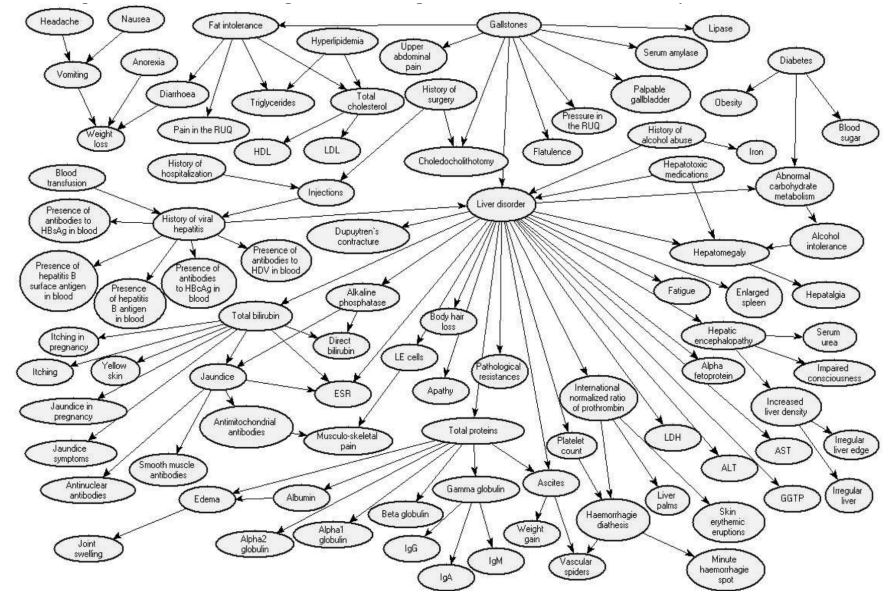 Headache
Nausea
Fat intolerance
Gallstones
Lipase
Hyperlipidemia
Upper
abdominal
pain
Serum amylase
Vomiting
Anorexia
Diabetes
Diarrhoea
Triglycerides
Total
cholesterol
History of
surgery
Palpable
gallbladder
Obesity
Weight
loss
Pain in the RUQ
Pressure in
the RUQ
Blood
sugar
HDL
LDL
Choledocholithotomy
Flatulence
History of
alcohol abuse
Iron
History of
hospitalization
Blood
transfusion
Injections
Hepatotoxic
medications
Abnormal
carbohydrate
metabolism
Liver disorder
Presence of
antibodies to
HBsAg in blood
History of viral
hepatitis
Dupuytren's
contracture
Alcohol
intolerance
Hepatomegaly
Presence of
hepatitis B
surface antigen
in blood
Presence
of hepatitis
B antigen
in blood
Presence of
antibodies
to HBcAg in
blood
Presence of
antibodies to
HDV in blood
Alkaline
phosphatase
Fatigue
Enlarged
spleen
Hepatalgia
Total bilirubin
Body hair
loss
Itching in
pregnancy
Direct
bilirubin
Hepatic
encephalopathy
Serum
urea
Itching
Yellow
skin
LE cells
Jaundice
Pathological
resistances
Alpha
fetoprotein
Impaired
consciousness
ESR
Apathy
International
normalized ratio
of prothrombin
Jaundice in
pregnancy
Increased
liver density
Antimitochondrial
antibodies
Musculo-skeletal
pain
Total proteins
Platelet
count
LDH
Irregular
liver edge
Jaundice
symptoms
Smooth muscle
antibodies
AST
ALT
Antinuclear
antibodies
Edema
Albumin
Gamma globulin
Ascites
GGTP
Irregular
liver
Beta globulin
Liver
palms
Haemorrhagie
diathesis
Skin
erythemic
eruptions
Joint
swelling
Alpha2
globulin
Alpha1
globulin
Weight
gain
IgG
IgM
IgA
Vascular
spiders
Minute
haemorrhagie
spot